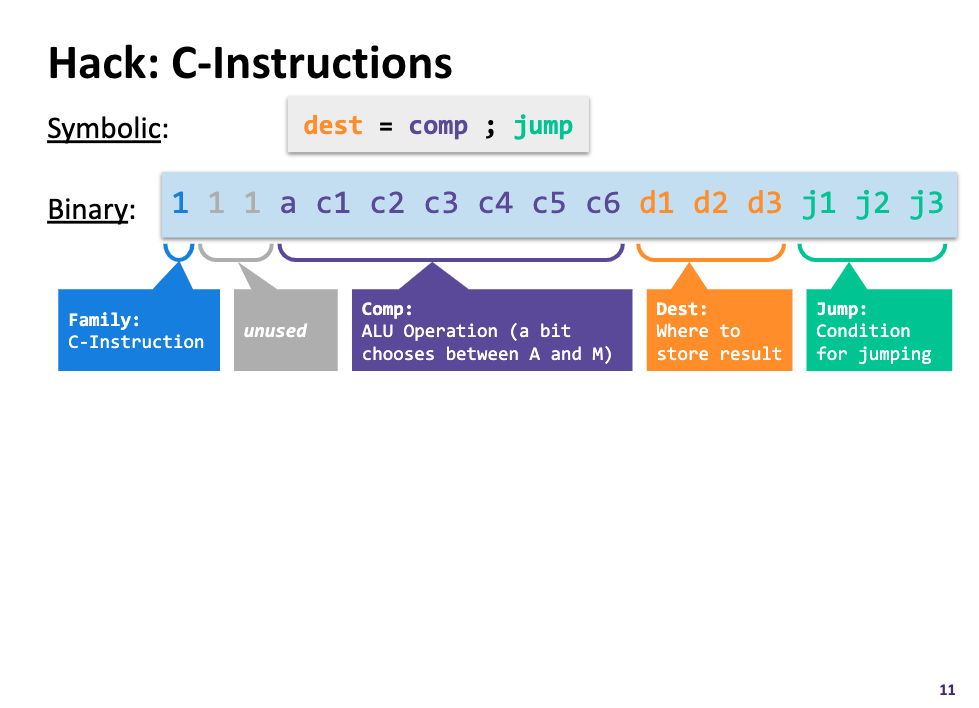 Hack: C-Instructions
Symbolic:
dest = comp ; jump
Binary:
1 1 1 a c1 c2 c3 c4 c5 c6 d1 d2 d3 j1 j2 j3
Family:
C-Instruction
unused
Comp:
ALU Operation (a bit
chooses between A and M)
Dest:
Where to
store result
Jump:
Condition
for jumping
11